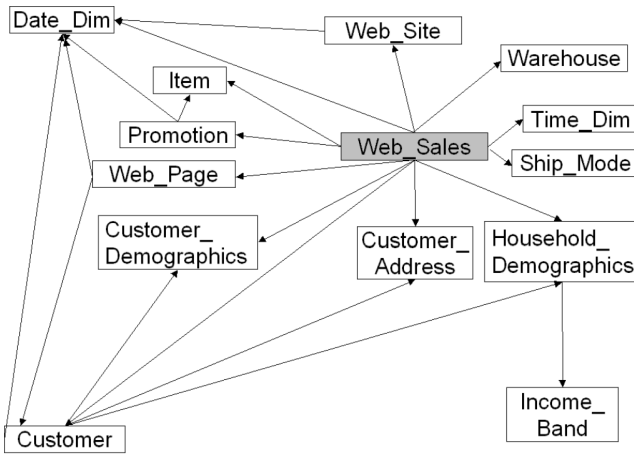 Date_Dim
Web_Site
Warehouse
Item
Time_Dim
Promotion
Web_Sales
Ship_Mode
Web_Page
Customer_
Demographics
Customer_
Address
Household_
Demographics
Income_
Band
Customer